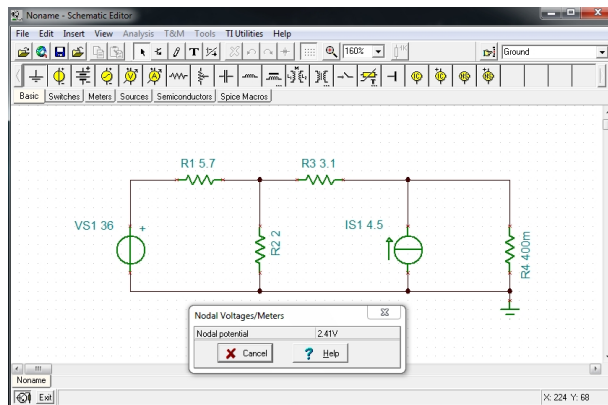 Noname - Schematic Editor
File Edit Insert View Analysis T&M Tools TI Utilities Help
T 160% Ground
Basic Switches Meters Sources Semiconductors Spice Macros
R1 5.7 R3 3.1
VS1 36 + IS1 4.5
R2 2 R4 400m
Nodal Voltages/Meters
Nodal potential 2.41V
Cancel ? Help
Noname
Exit X: 224 Y: 68